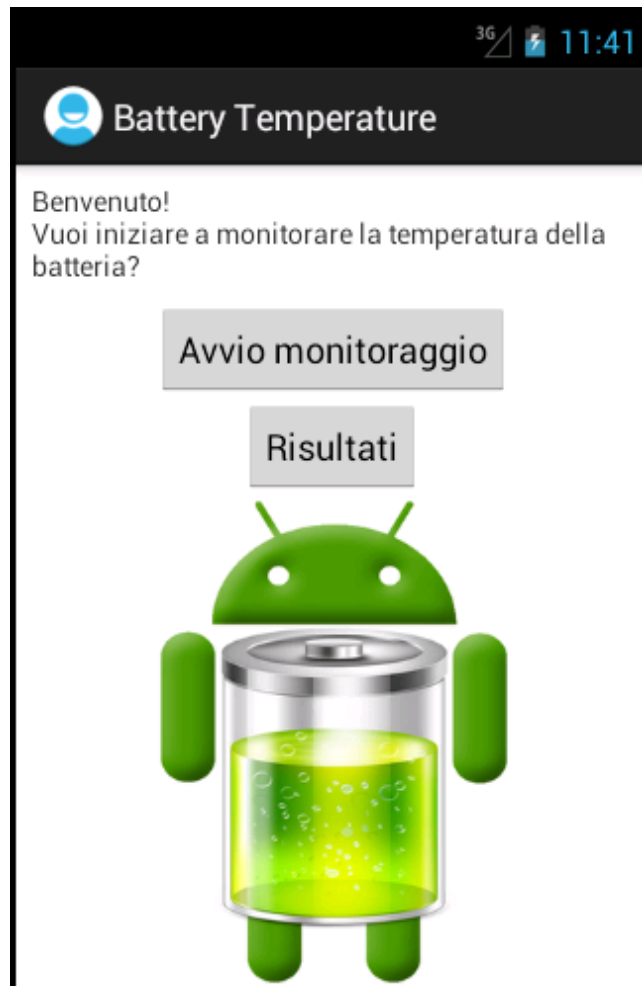 3G 11:41
Battery Temperature
Benvenuto!
Vuoi iniziare a monitorare la temperatura della
batteria?
Avvio monitoraggio
Risultati